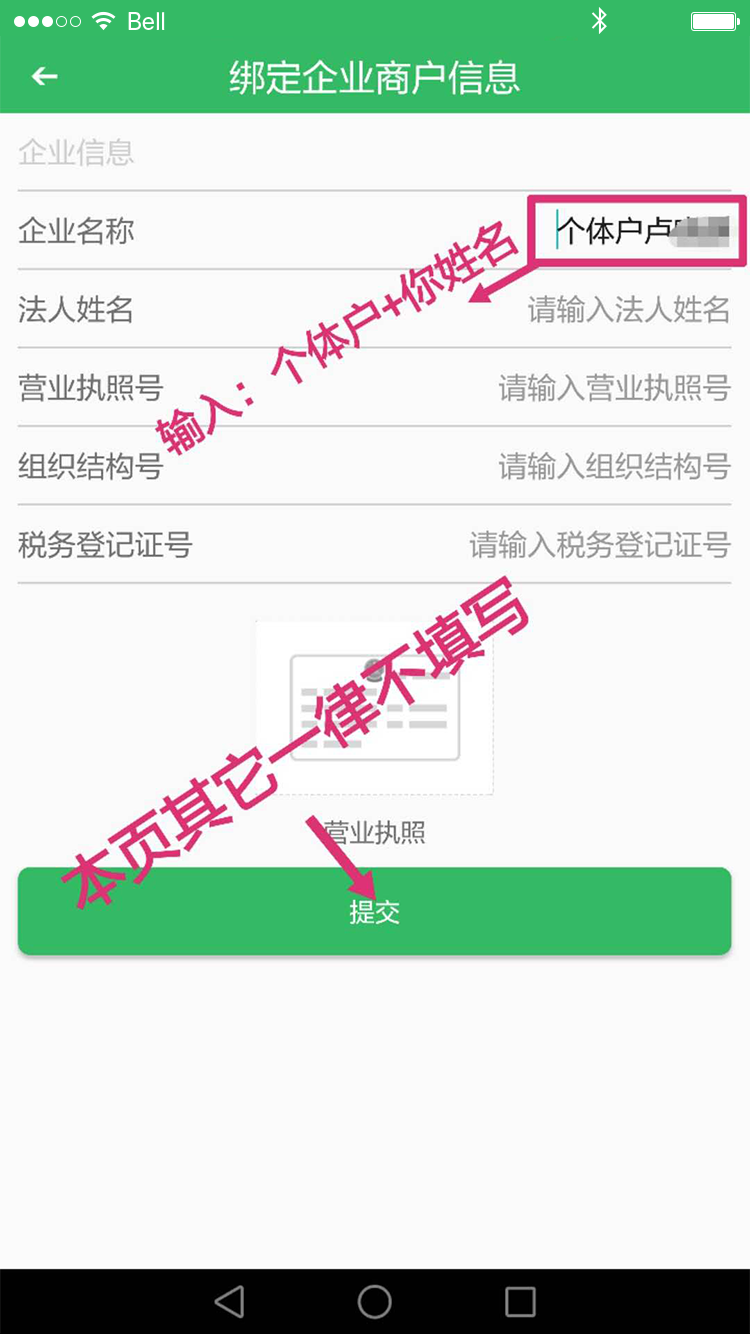 Bell
绑定企业商户信息
企业信息
企业名称
个体户卢
法人姓名
请输入法人姓名
输入：个体户+你姓名
营业执照号
请输入营业执照号
组织结构号
请输入组织结构号
税务登记证号
请输入税务登记证号
本页其它一律不填写
营业执照
提交